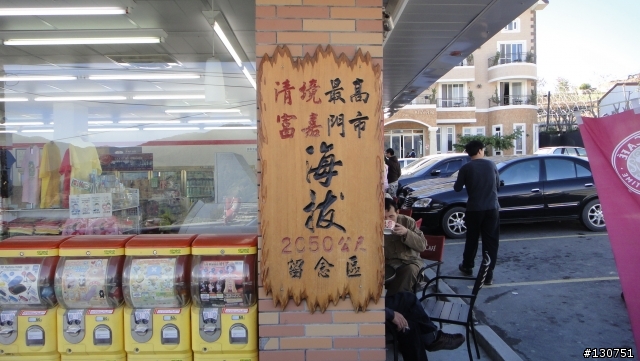 清境最高
富嘉門市
海拔
2050公尺
留念區
#130751